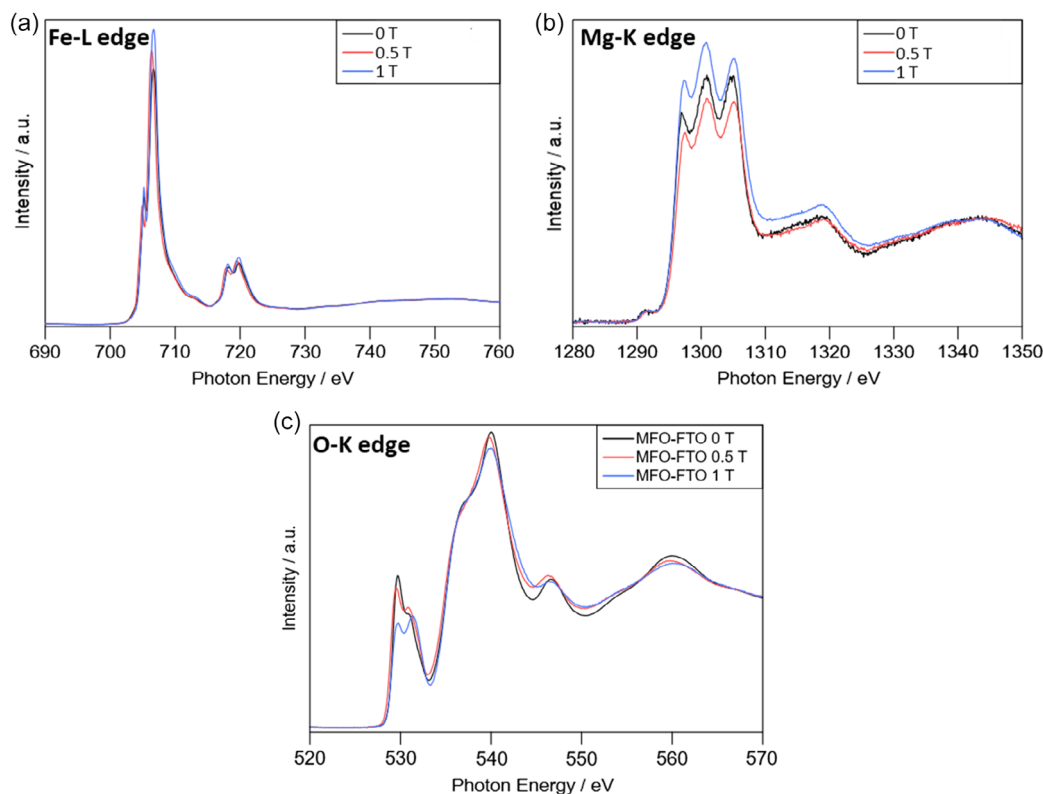 (a)
Fe-L edge
0 T
0.5 T
1 T
Intensity / a.u.
690 700 710 720 730 740 750 760
Photon Energy / eV
(b)
Mg-K edge
0 T
0.5 T
1 T
Intensity / a.u.
1280 1290 1300 1310 1320 1330 1340 1350
Photon Energy / eV
(c)
O-K edge
MFO-FTO 0 T
MFO-FTO 0.5 T
MFO-FTO 1 T
Intensity / a.u.
520 530 540 550 560 570
Photon Energy / eV